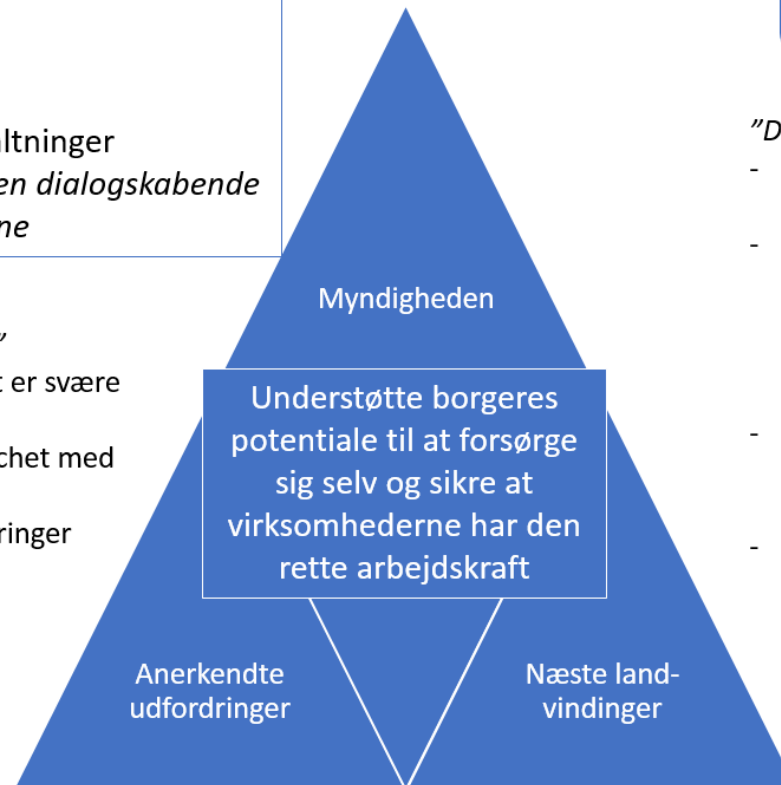 ltninger
en dialogskabende
ne
”
t er svære
chet med
ringer
Myndigheden
Understøtte borgeres
potentiale til at forsørge
sig selv og sikre at
virksomhederne har den
rette arbejdskraft
Anerkendte
udfordringer
Næste land-
vindinger
”D
-
-
-
-